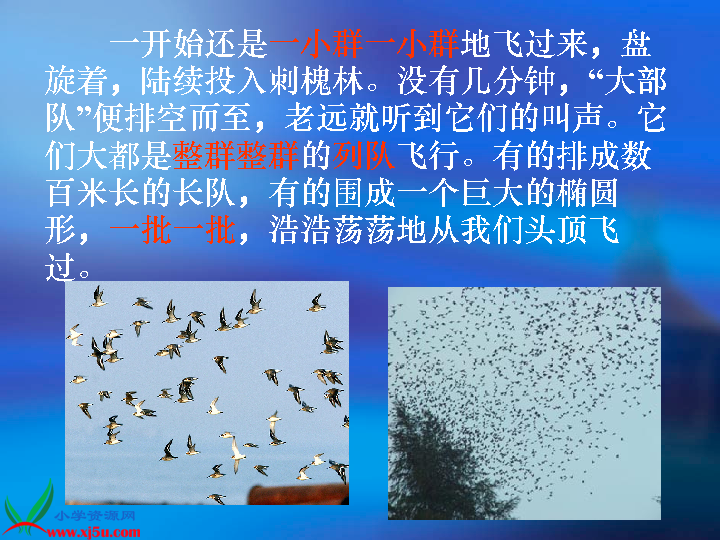 一开始还是一小群一小群地飞过来，盘
旋着，陆续投入刺槐林。没有几分钟，“大部
队”便排空而至，老远就听到它们的叫声。它
们大都是整群整群的列队飞行。有的排成数
百米长的长队，有的围成一个巨大的椭圆
形，一批一批，浩浩荡荡地从我们头顶飞
过。
小学资源网
www.xj5u.com